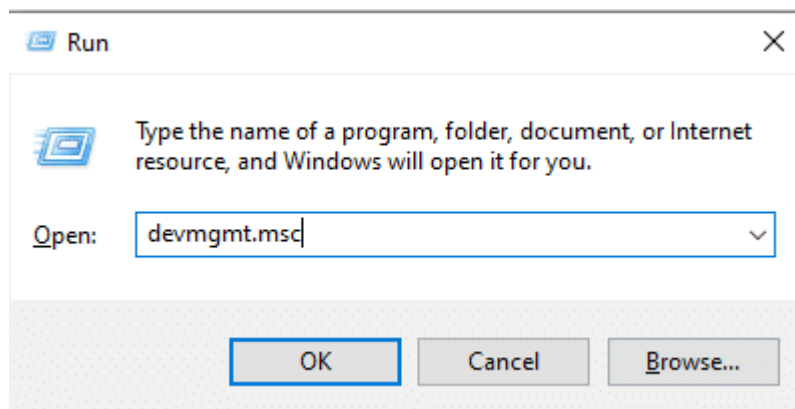 Run
Type the name of a program, folder, document, or Internet
resource, and Windows will open it for you.
Open: devmgmt.msc
OK Cancel Browse...